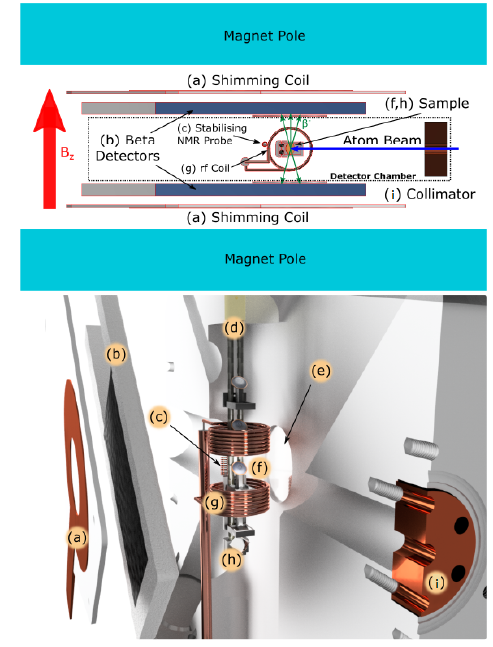 Magnet Pole
(a) Shimming Coil
(f,h) Sample
(c) Stabilising
NMR Probe
β
(b) Beta
Detectors
Atom Beam
(g) rf Coil
Bz
Detector Chamber
(i) Collimator
(a) Shimming Coil
Magnet Pole
(d)
(b)
(e)
(c)
(f)
(g)
(a)
(h)
(i)